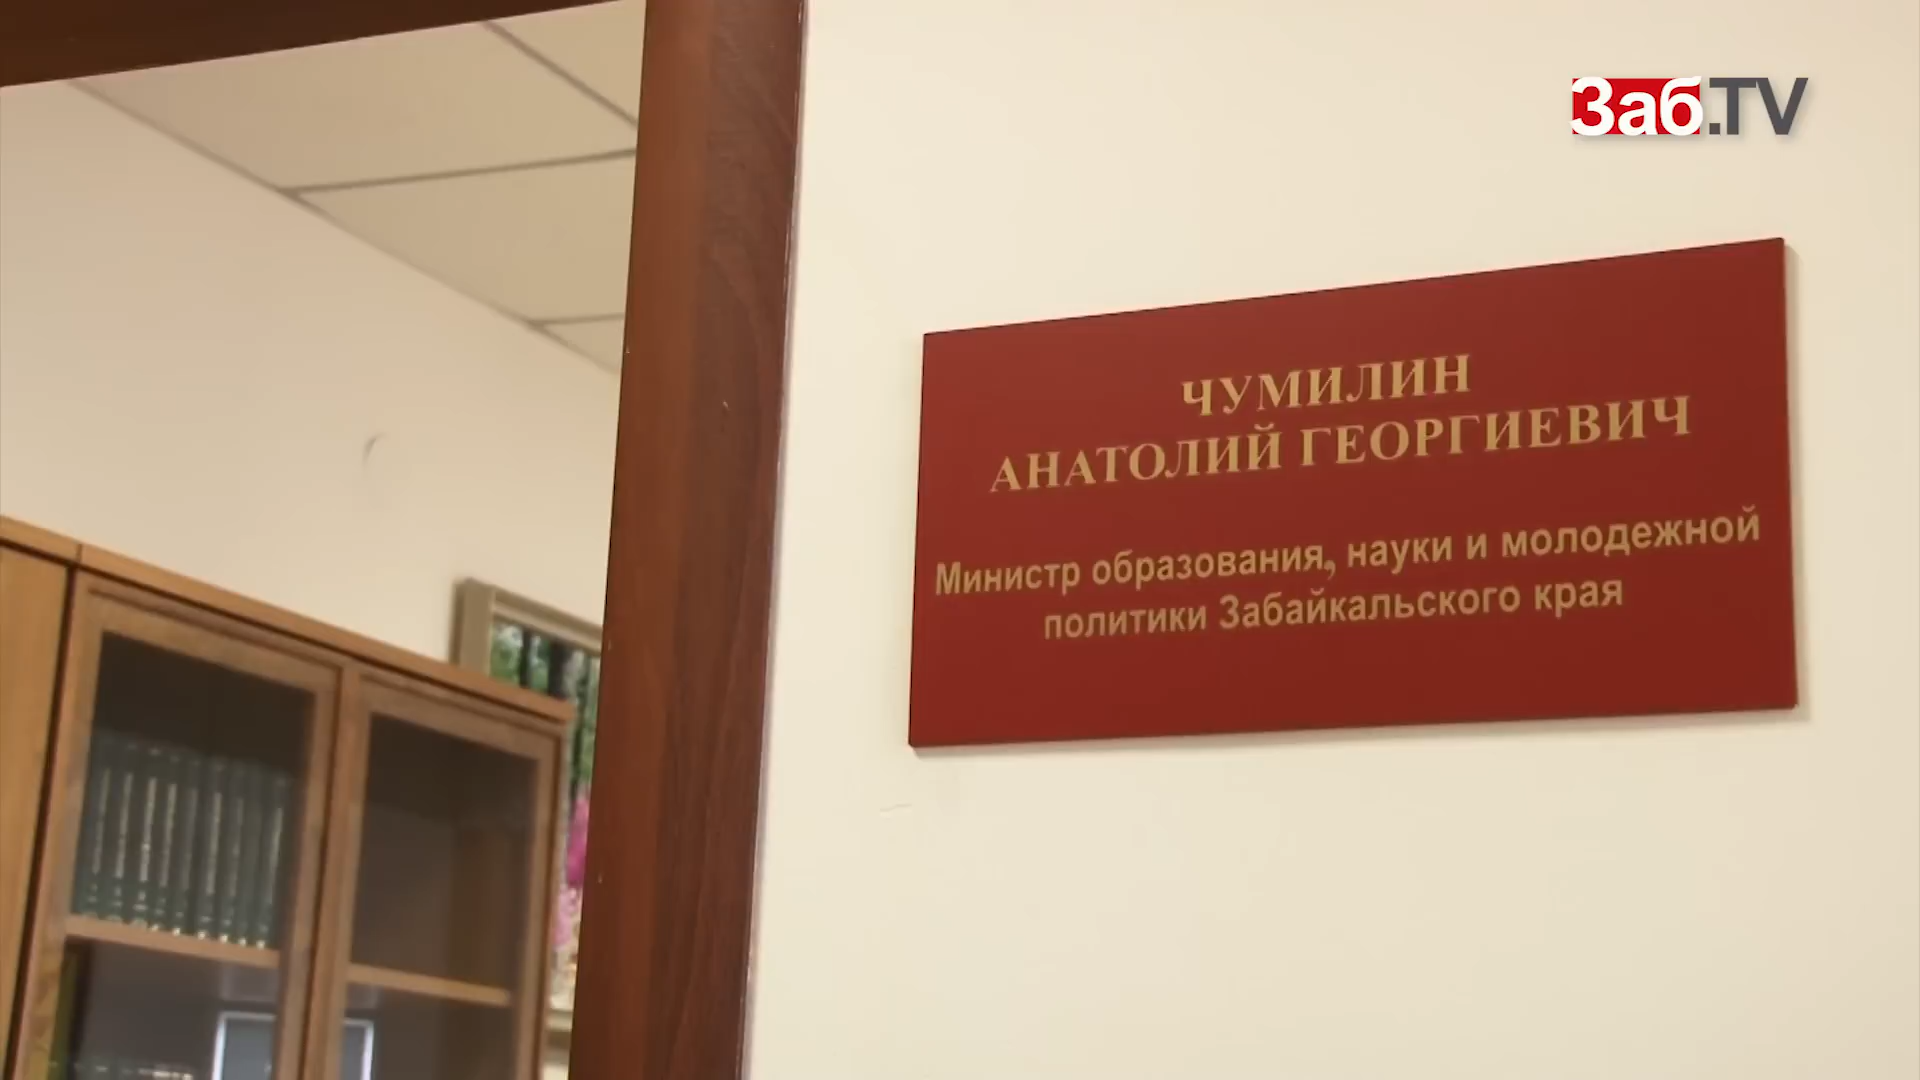 Заб.TV
ЧУМИЛИН
АНАТОЛИЙ ГЕОРГИЕВИЧ
Министр образования, науки и молодежной
политики Забайкальского края